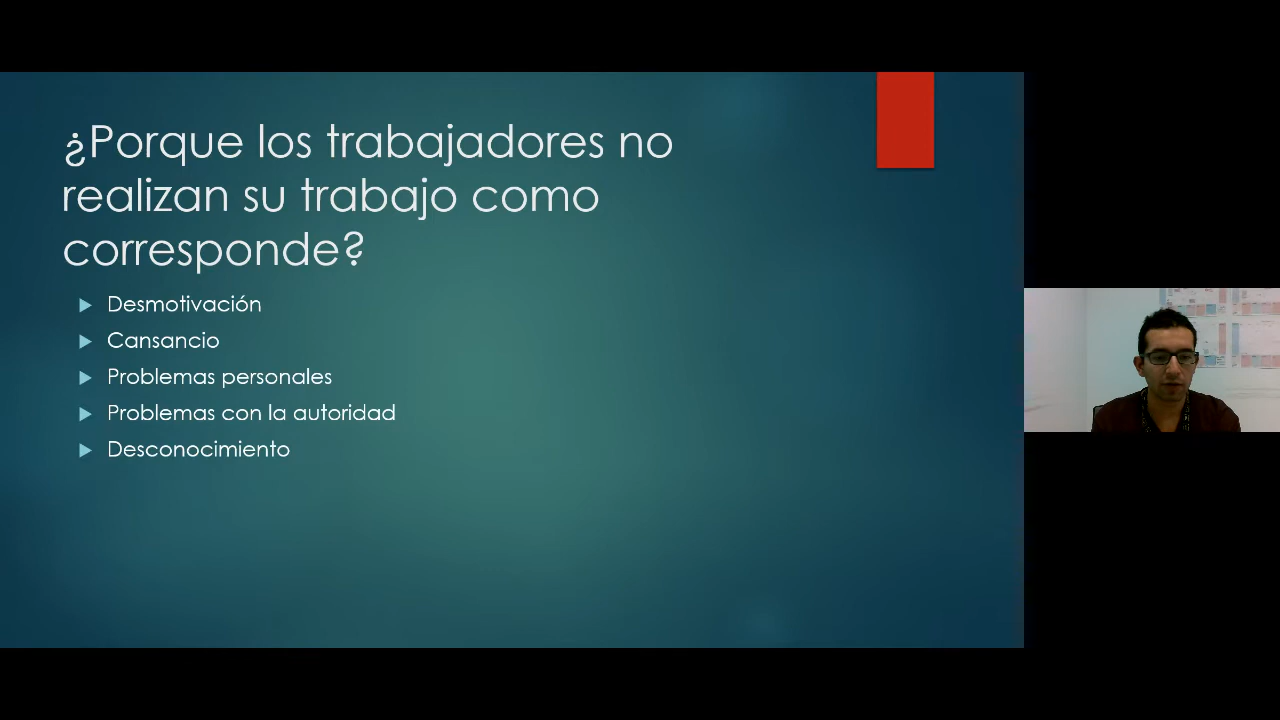 ¿Porque los trabajadores no
realizan su trabajo como
corresponde?
Desmotivación
Cansancio
Problemas personales
Problemas con la autoridad
Desconocimiento